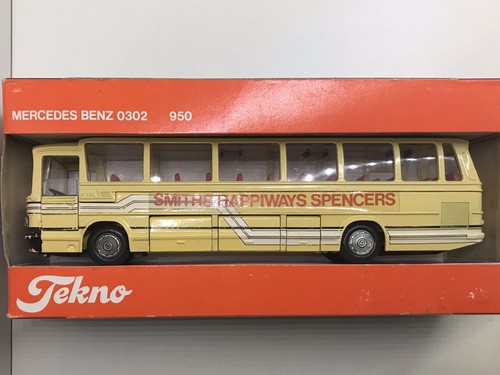 MERCEDES BENZ 0302 950
SMITHS HAPPIWAYS SPENCERS
Tekno